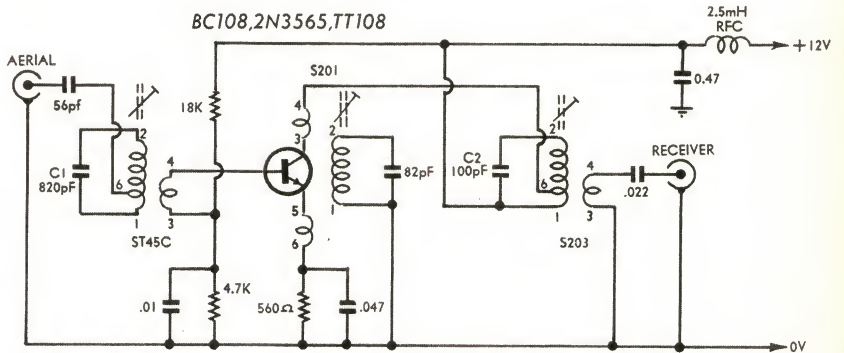 BC108,2N3565,TT108
2.5mH
RFC
+12V
AERIAL
56pf
18K
S201
4
3
2
1
82pF
0.47
C1
820pF
2
6
1
4
3
ST45C
5
6
C2
100pF
2
6
1
4
3
S203
RECEIVER
.022
.01
4.7K
560Ω
.047
0V